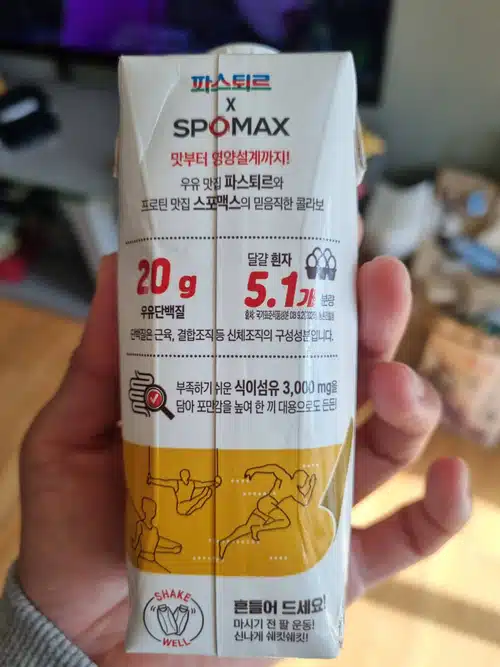 파스퇴르
X
SPOMAX
맛부터 영양설계까지!
우유 맛집 파스퇴르와
프로틴 맛집 스포맥스의 믿음직한 콜라보
20 g
우유단백질
달걀 흰자
5.1개 분량
단백질은 근육, 결합조직 등 신체조직의 구성성분입니다.
부족하기 쉬운 식이섬유 3,000 mg을
담아 포만감을 높여 한 끼 대용으로도 든든!
SHAKE
WELL
흔들어 드세요!
마시기 전 팔 운동!
신나게 쉐킷쉐킷!